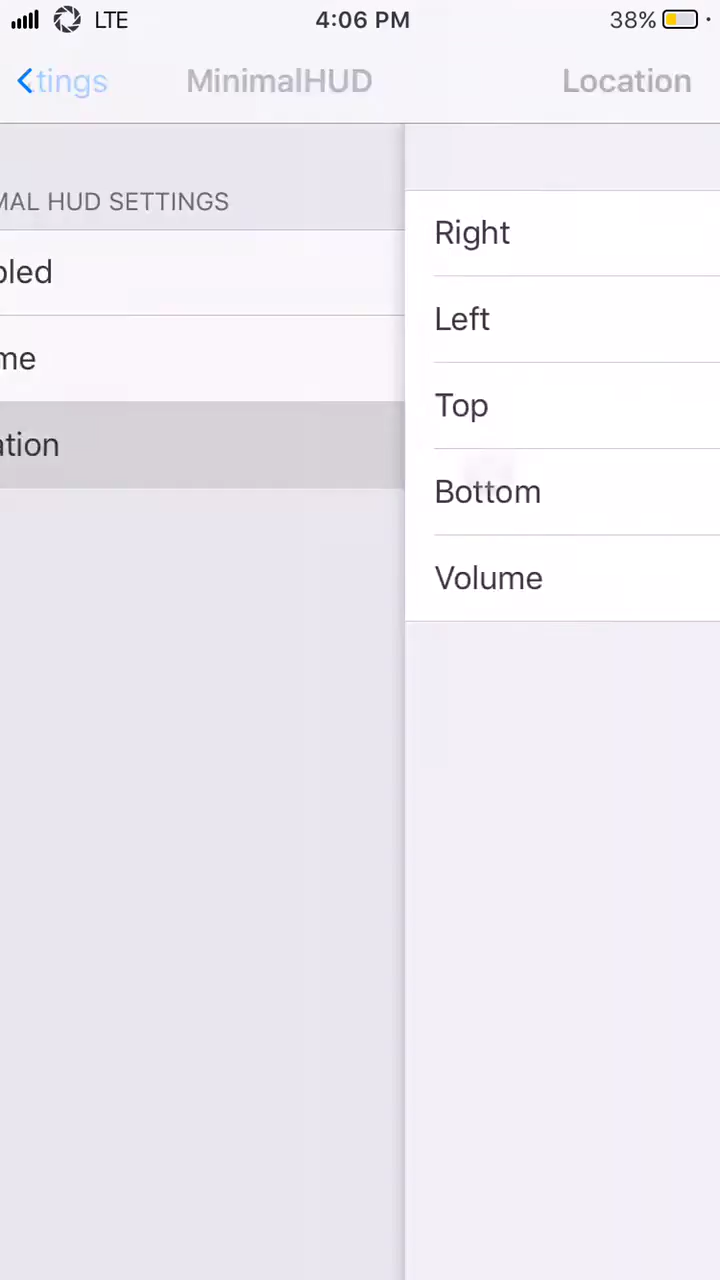 LTE 4:06 PM 38%
tings MinimalHUD Location
MAL HUD SETTINGS
bled
me
ation
Right
Left
Top
Bottom
Volume